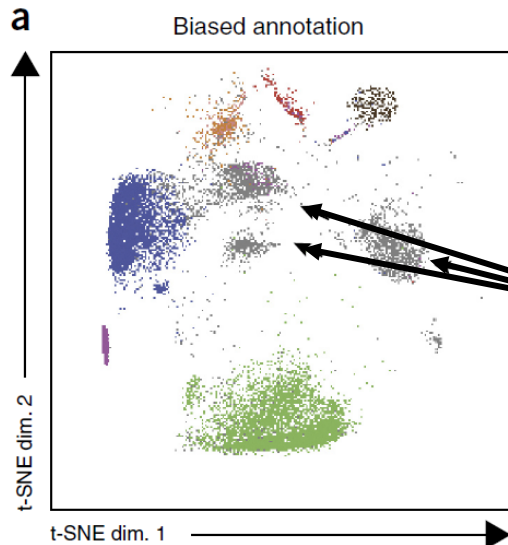 a
Biased annotation
t-SNE dim. 2
t-SNE dim. 1